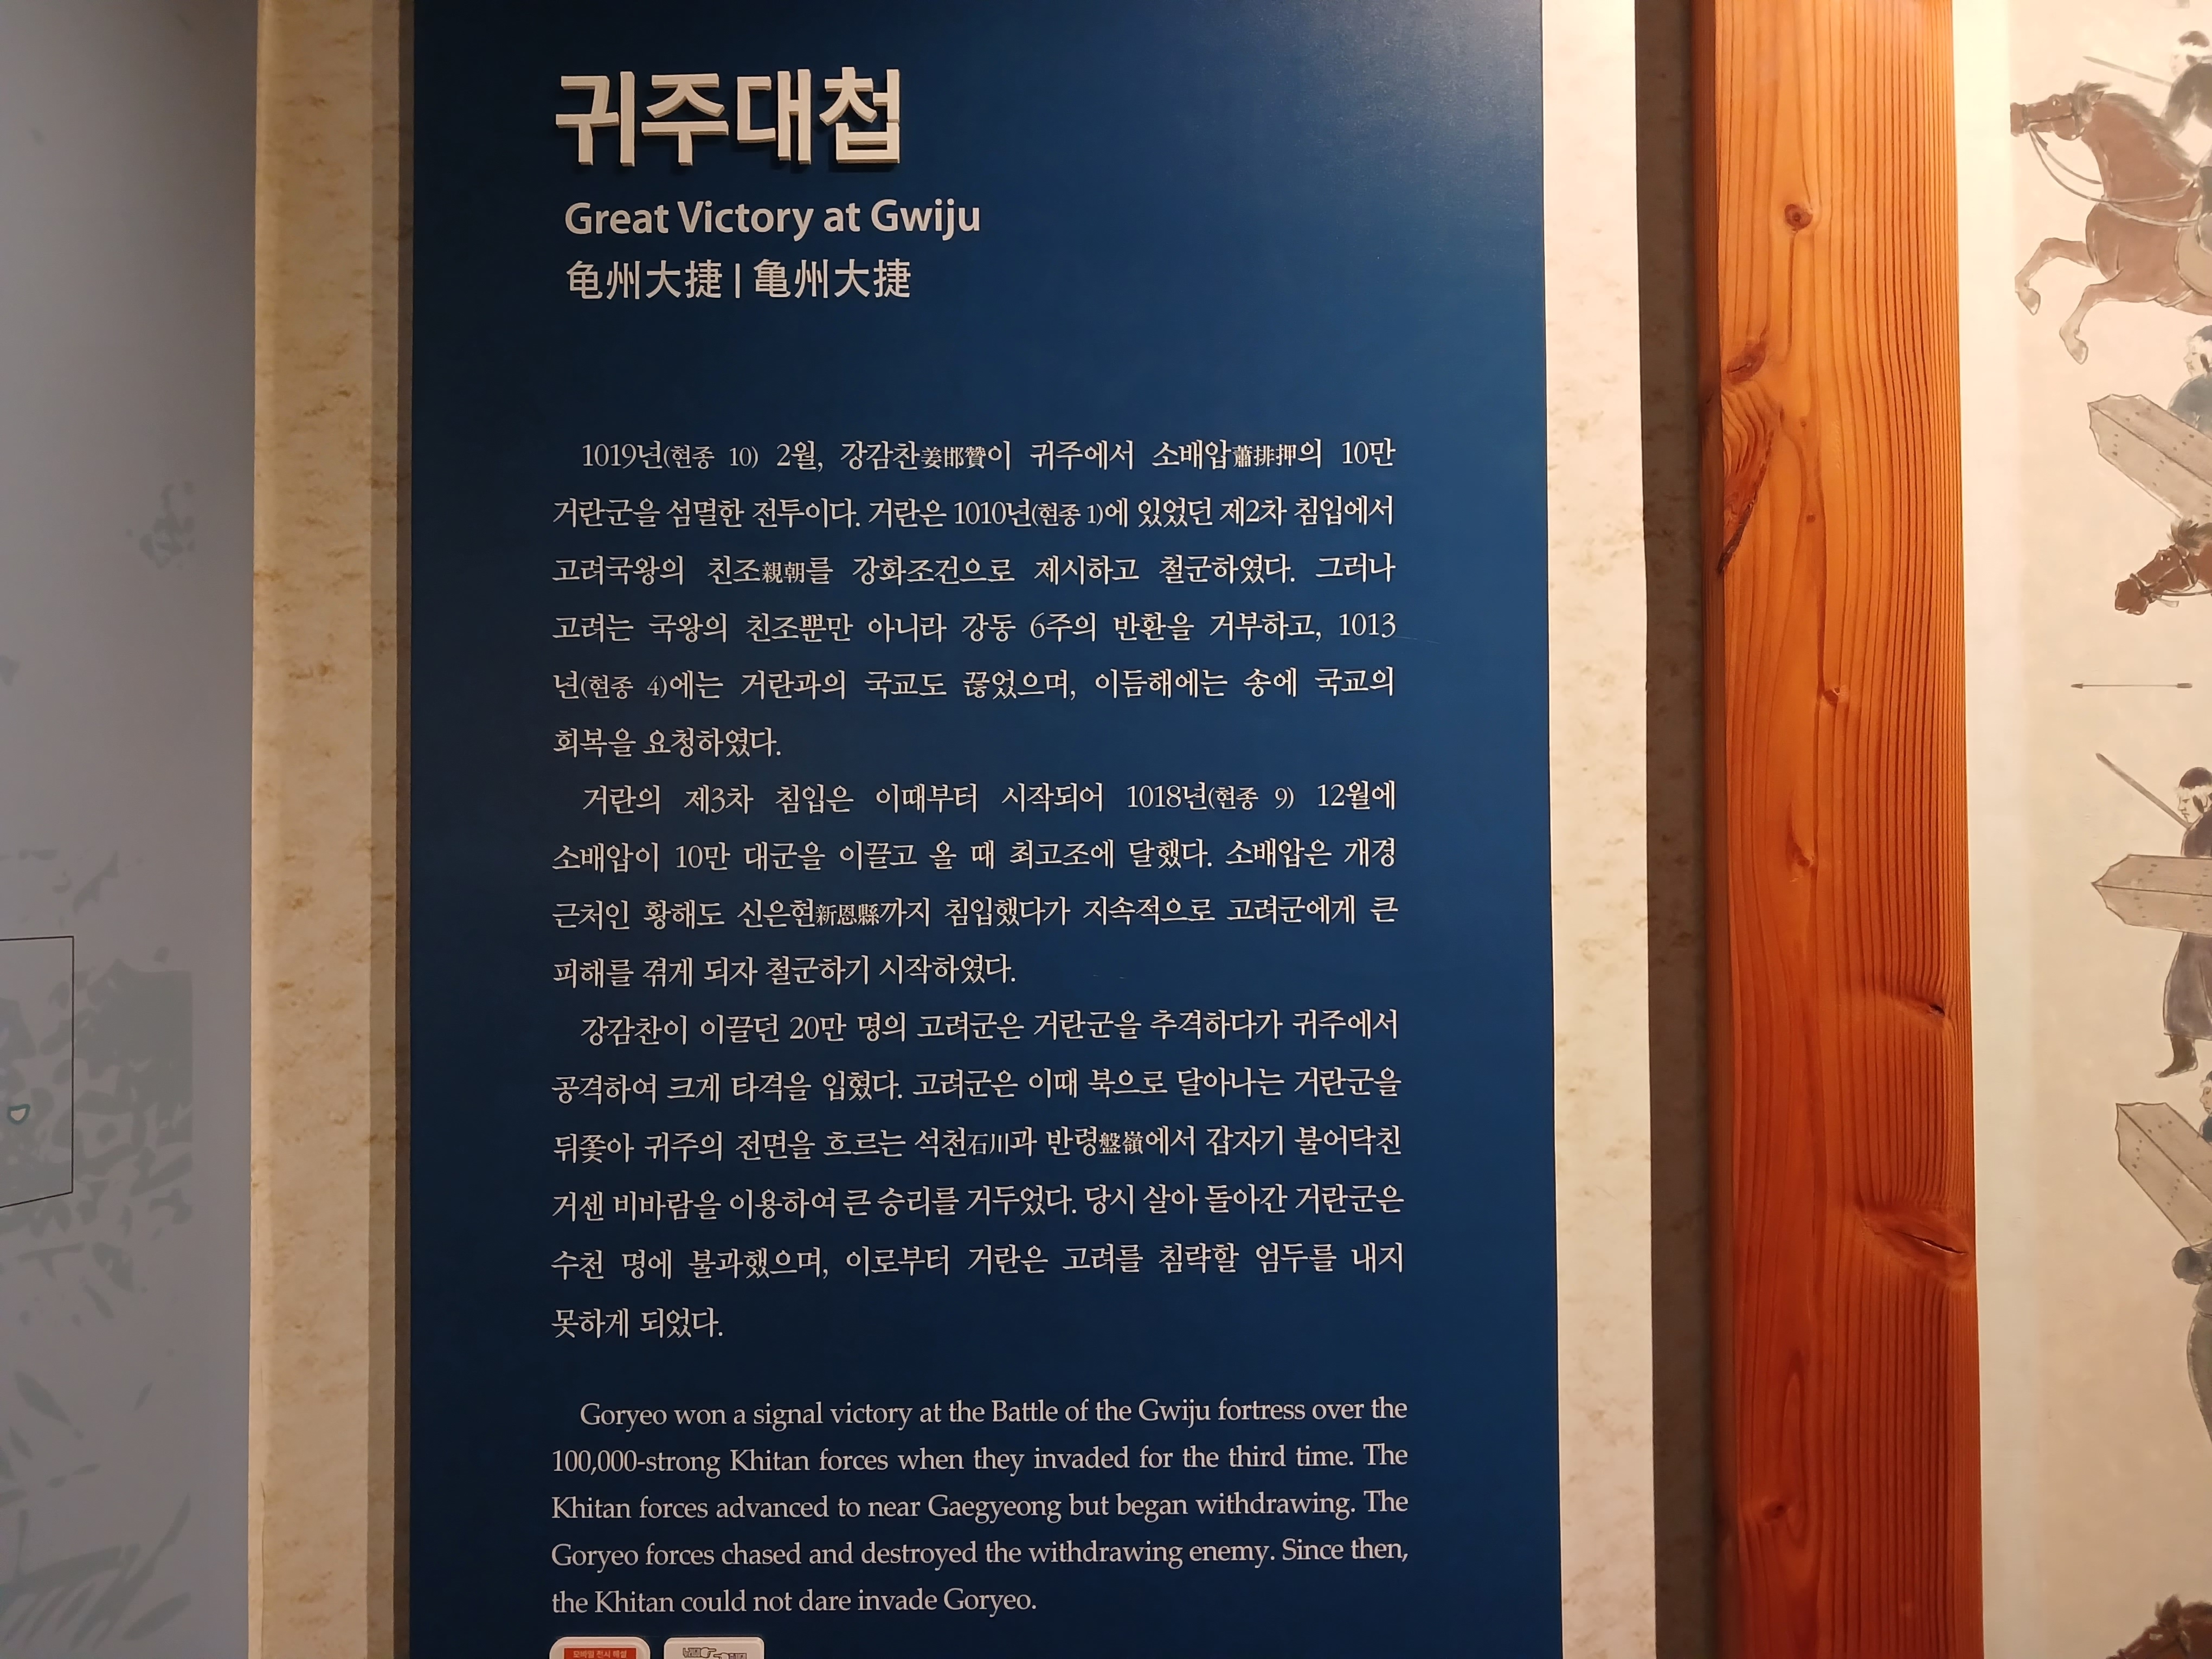 귀주대첩
Great Victory at Gwiju
龟州大捷 | 亀州大捷
1019년(현종 10) 2월, 강감찬姜邯贊이 귀주에서 소배압蕭排押의 10만
거란군을 섬멸한 전투이다. 거란은 1010년(현종 1)에 있었던 제2차 침입에서
고려국왕의 친조親朝를 강화조건으로 제시하고 철군하였다. 그러나
고려는 국왕의 친조뿐만 아니라 강동 6주의 반환을 거부하고, 1013
년(현종 4)에는 거란과의 국교도 끊었으며, 이듬해에는 송에 국교의
회복을 요청하였다.
거란의 제3차 침입은 이때부터 시작되어 1018년(현종 9) 12월에
소배압이 10만 대군을 이끌고 올 때 최고조에 달했다. 소배압은 개경
근처인 황해도 신은현新恩縣까지 침입했다가 지속적으로 고려군에게 큰
피해를 겪게 되자 철군하기 시작하였다.
강감찬이 이끌던 20만 명의 고려군은 거란군을 추격하다가 귀주에서
공격하여 크게 타격을 입혔다. 고려군은 이때 북으로 달아나는 거란군을
뒤쫓아 귀주의 전면을 흐르는 석천石川과 반령盤嶺에서 갑자기 불어닥친
거센 비바람을 이용하여 큰 승리를 거두었다. 당시 살아 돌아간 거란군은
수천 명에 불과했으며, 이로부터 거란은 고려를 침략할 엄두를 내지
못하게 되었다.
Goryeo won a signal victory at the Battle of the Gwiju fortress over the
100,000-strong Khitan forces when they invaded for the third time. The
Khitan forces advanced to near Gaegyeong but began withdrawing. The
Goryeo forces chased and destroyed the withdrawing enemy. Since then,
the Khitan could not dare invade Goryeo.
모바일 전시 해설